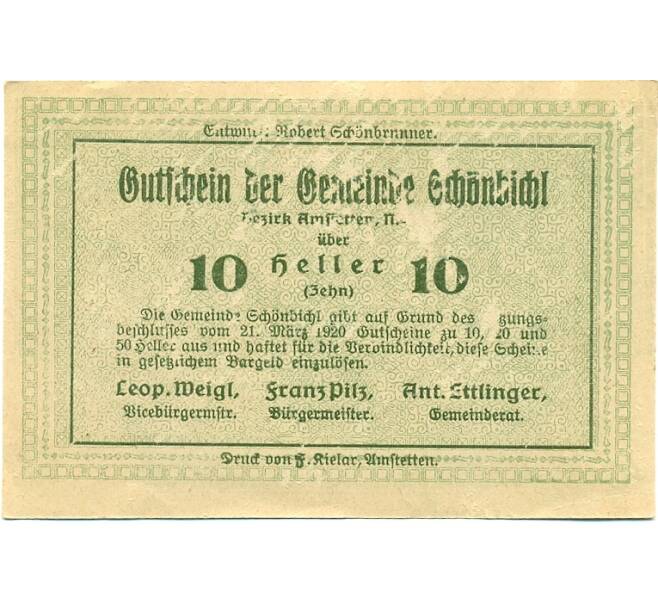 Robert Schönbrunner.
Gutschein der Gemeinde Schönbichl
Bezirk Amstetten, N.-
über
10 Heller 10
(Zehn)
Die Gemeinde Schönbichl gibt auf Grund des
beschlusses vom 21. März 1920 Gutscheine zu 10, 20 und
50 Heller aus und haftet für die Verbindlichkeit, diese Scheine
in gesetzlichem Bargeld einzulösen.
Leop. Weigl, Franz Pilz, Ant. Ettlinger,
Vicebürgermstr. Bürgermeister. Gemeinderat.
Druck von F. Kielar, Amstetten.